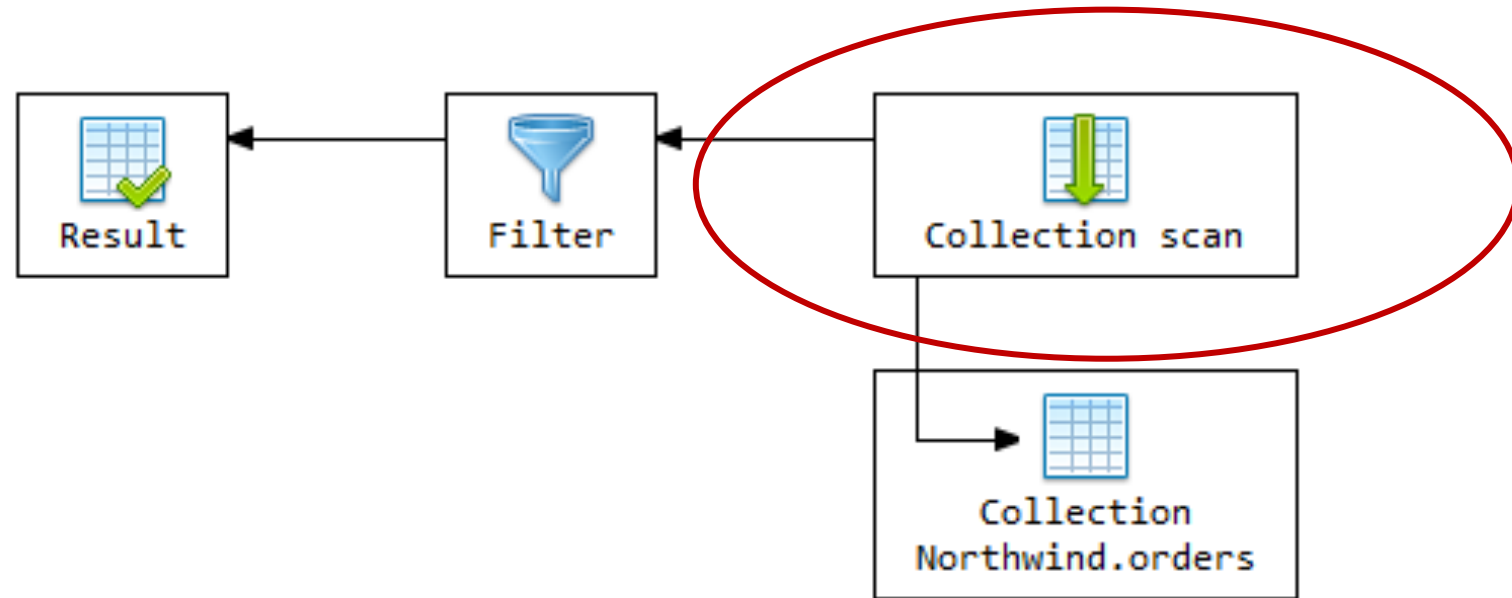 Result
Filter
Collection scan
Collection
Northwind.orders